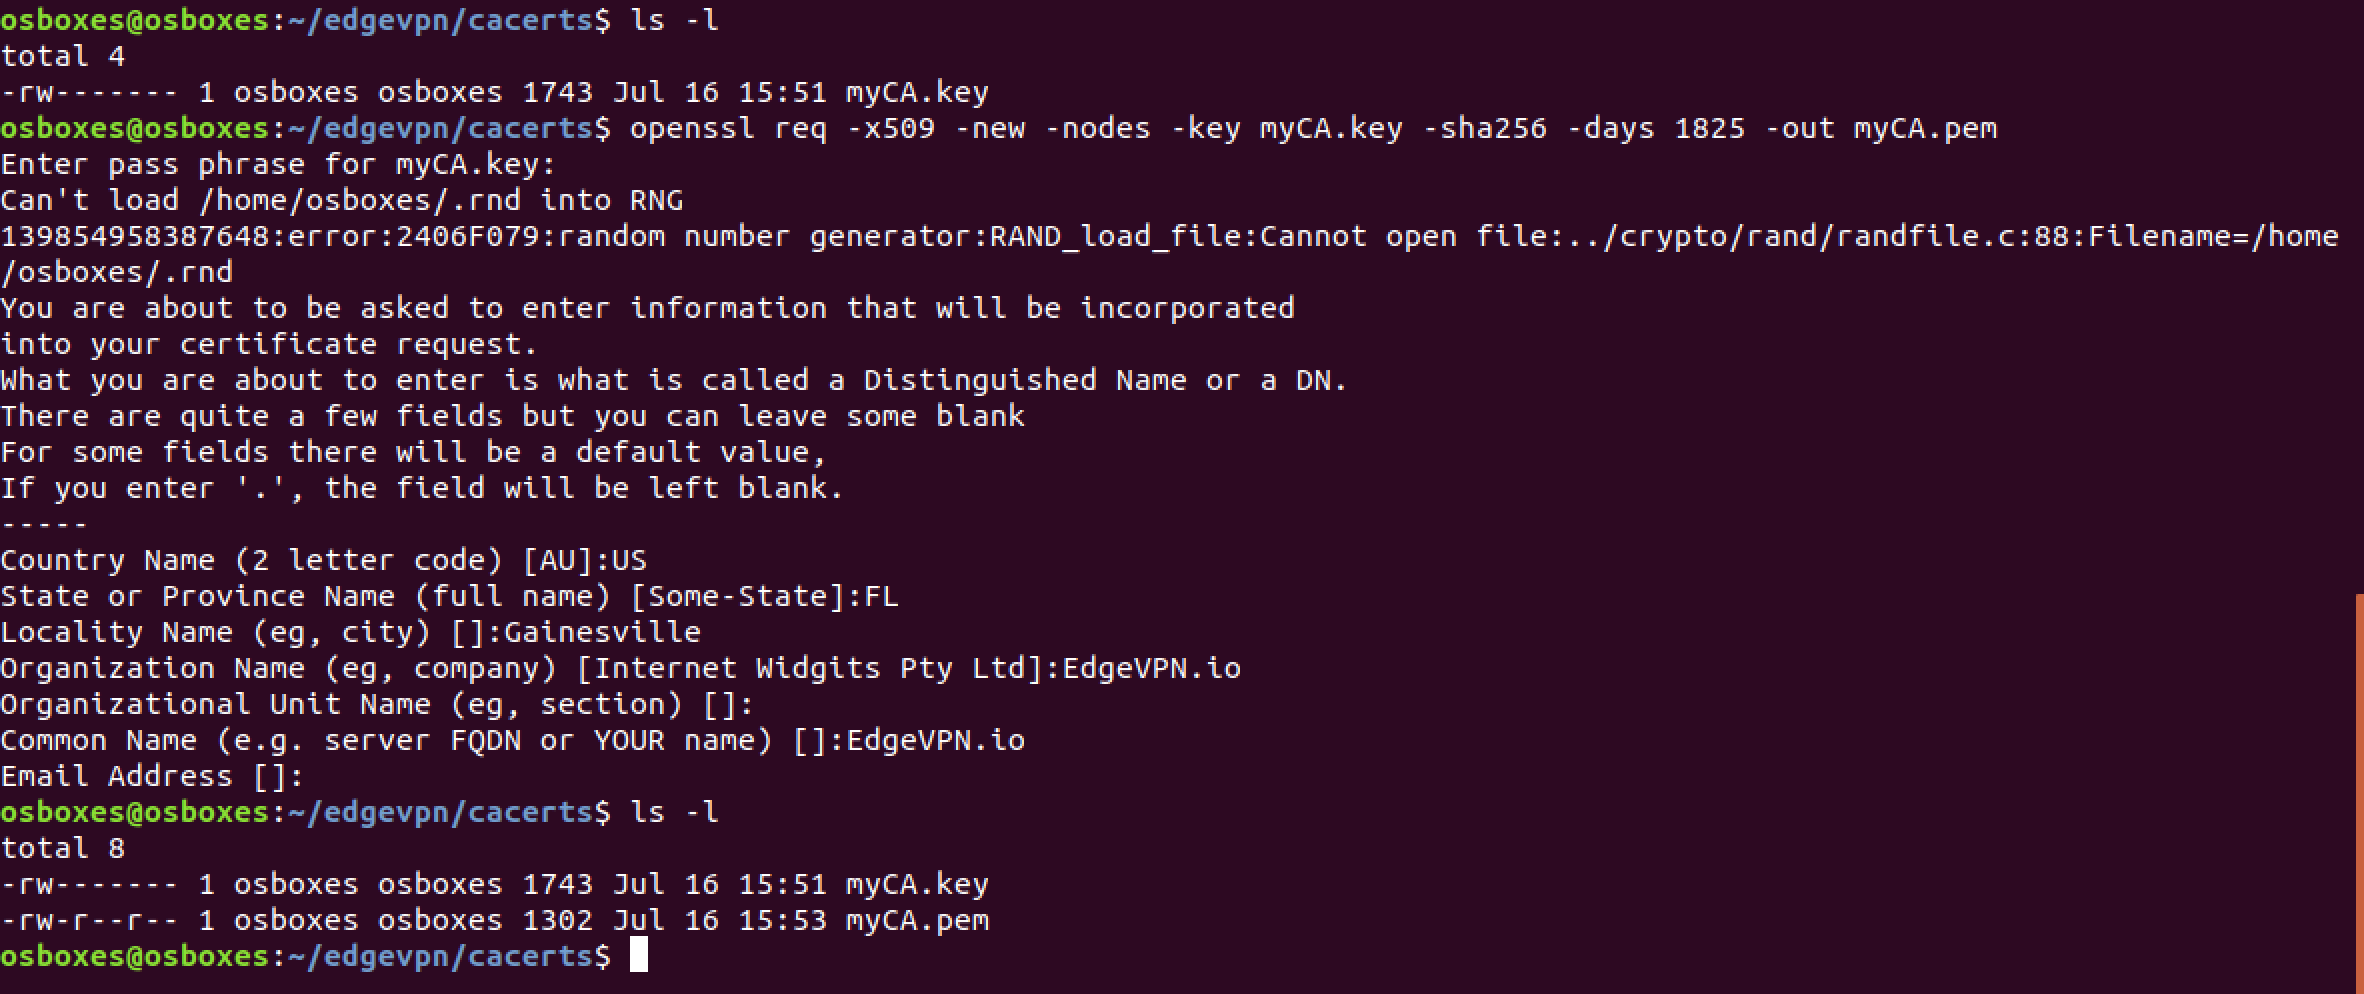 osboxes@osboxes:~/edgevpn/cacerts$ ls -l
total 4
-rw------- 1 osboxes osboxes 1743 Jul 16 15:51 myCA.key
osboxes@osboxes:~/edgevpn/cacerts$ openssl req -x509 -new -nodes -key myCA.key -sha256 -days 1825 -out myCA.pem
Enter pass phrase for myCA.key:
Can't load /home/osboxes/.rnd into RNG
139854958387648:error:2406F079:random number generator:RAND_load_file:Cannot open file:../crypto/rand/randfile.c:88:Filename=/home
/osboxes/.rnd
You are about to be asked to enter information that will be incorporated
into your certificate request.
What you are about to enter is what is called a Distinguished Name or a DN.
There are quite a few fields but you can leave some blank
For some fields there will be a default value,
If you enter '.', the field will be left blank.
-----
Country Name (2 letter code) [AU]:US
State or Province Name (full name) [Some-State]:FL
Locality Name (eg, city) []:Gainesville
Organization Name (eg, company) [Internet Widgits Pty Ltd]:EdgeVPN.io
Organizational Unit Name (eg, section) []:
Common Name (e.g. server FQDN or YOUR name) []:EdgeVPN.io
Email Address []:
osboxes@osboxes:~/edgevpn/cacerts$ ls -l
total 8
-rw------- 1 osboxes osboxes 1743 Jul 16 15:51 myCA.key
-rw-r--r-- 1 osboxes osboxes 1302 Jul 16 15:53 myCA.pem
osboxes@osboxes:~/edgevpn/cacerts$